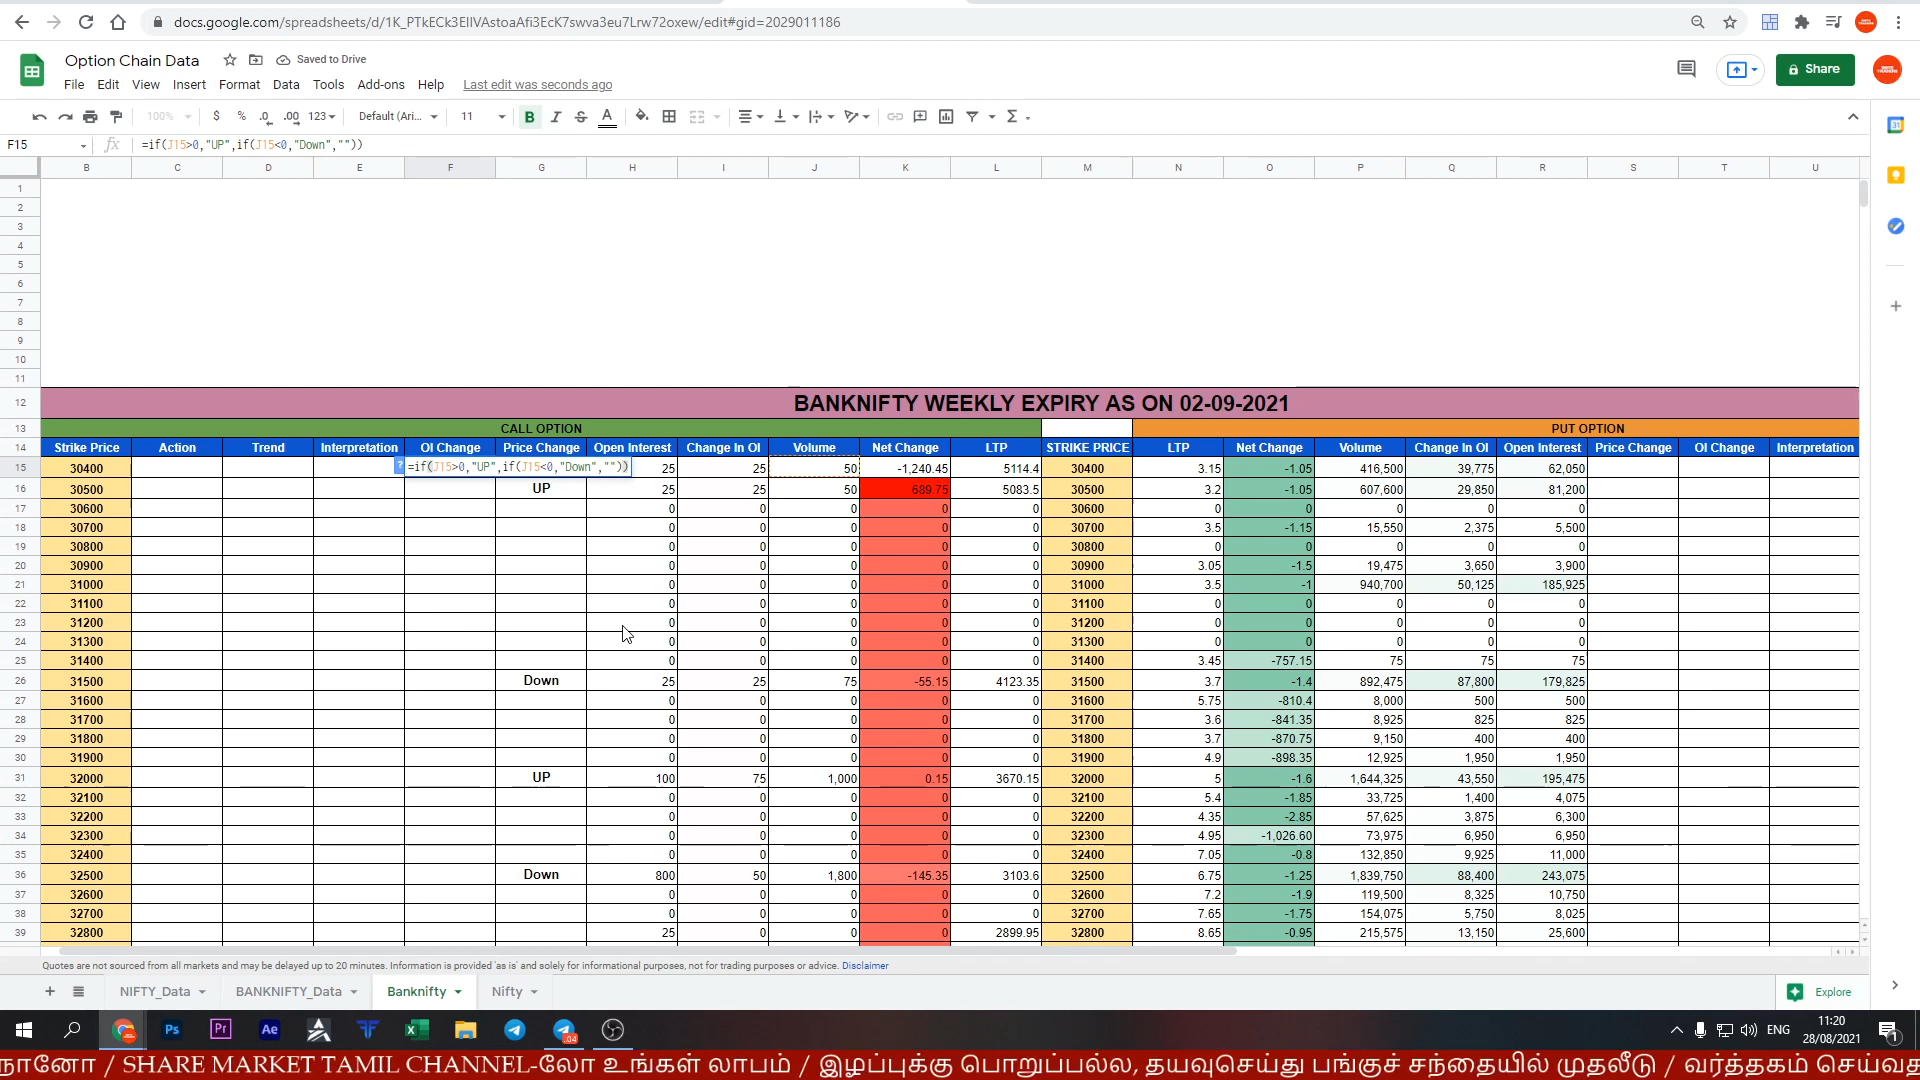 docs.google.com/spreadsheets/d/1K_PTkECk3EIIVAstoaAfi3EcK7swva3eu7Lrw72oxew/edit#gid=2029011186
Option Chain Data
Saved to Drive
File Edit View Insert Format Data Tools Add-ons Help Last edit was seconds ago
Share
100% $ % .0 .00 123 Default (Ari... 11 B I S A
F15 fx =if(J15>0,"UP",if(J15<0,"Down",""))
B C D E F G H I J K L M N O P Q R S T U
1
2
3
4
5
6
7
8
9
10
11
12 BANKNIFTY WEEKLY EXPIRY AS ON 02-09-2021
13 CALL OPTION PUT OPTION
14 Strike Price Action Trend Interpretation OI Change Price Change Open Interest Change In OI Volume Net Change LTP STRIKE PRICE LTP Net Change Volume Change In OI Open Interest Price Change OI Change Interpretation
15 30400 ? =if(J15>0,"UP",if(J15<0,"Down","")) 25 25 50 -1,240.45 5114.4 30400 3.15 -1.05 416,500 39,775 62,050
16 30500 UP 25 25 50 689.75 5083.5 30500 3.2 -1.05 607,600 29,850 81,200
17 30600 0 0 0 0 0 30600 0 0 0 0 0
18 30700 0 0 0 0 0 30700 3.5 -1.15 15,550 2,375 5,500
19 30800 0 0 0 0 0 30800 0 0 0 0 0
20 30900 0 0 0 0 0 30900 3.05 -1.5 19,475 3,650 3,900
21 31000 0 0 0 0 0 31000 3.5 -1 940,700 50,125 185,925
22 31100 0 0 0 0 0 31100 0 0 0 0 0
23 31200 0 0 0 0 0 31200 0 0 0 0 0
24 31300 0 0 0 0 0 31300 0 0 0 0 0
25 31400 0 0 0 0 0 31400 3.45 -757.15 75 75 75
26 31500 Down 25 25 75 -55.15 4123.35 31500 3.7 -1.4 892,475 87,800 179,825
27 31600 0 0 0 0 0 31600 5.75 -810.4 8,000 500 500
28 31700 0 0 0 0 0 31700 3.6 -841.35 8,925 825 825
29 31800 0 0 0 0 0 31800 3.7 -870.75 9,150 400 400
30 31900 0 0 0 0 0 31900 4.9 -898.35 12,925 1,950 1,950
31 32000 UP 100 75 1,000 0.15 3670.15 32000 5 -1.6 1,644,325 43,550 195,475
32 32100 0 0 0 0 0 32100 5.4 -1.85 33,725 1,400 4,075
33 32200 0 0 0 0 0 32200 4.35 -2.85 57,625 3,875 6,300
34 32300 0 0 0 0 0 32300 4.95 -1,026.60 73,975 6,950 6,950
35 32400 0 0 0 0 0 32400 7.05 -0.8 132,850 9,925 11,000
36 32500 Down 800 50 1,800 -145.35 3103.6 32500 6.75 -1.25 1,839,750 88,400 243,075
37 32600 0 0 0 0 0 32600 7.2 -1.9 119,500 8,325 10,750
38 32700 0 0 0 0 0 32700 7.65 -1.75 154,075 5,750 8,025
39 32800 25 0 0 0 2899.95 32800 8.65 -0.95 215,575 13,150 25,600
Quotes are not sourced from all markets and may be delayed up to 20 minutes. Information is provided 'as is' and solely for informational purposes, not for trading purposes or advice. Disclaimer
NIFTY_Data BANKNIFTY_Data Banknifty Nifty Explore
Ps Pr Ae ENG 11:20
28/08/2021
நானோ / SHARE MARKET TAMIL CHANNEL-லோ உங்கள் லாபம் / இழப்புக்கு பொறுப்பல்ல, தயவுசெய்து பங்குச் சந்தையில் முதலீடு / வர்த்தகம்